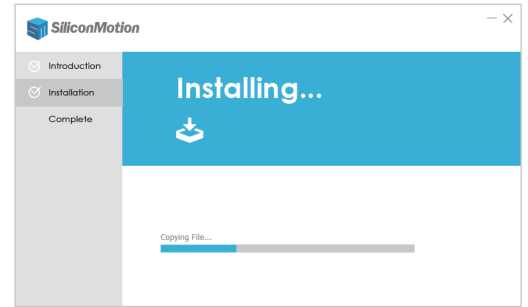 SiliconMotion
Introduction
Installation
Complete
Installing...
Copying File...